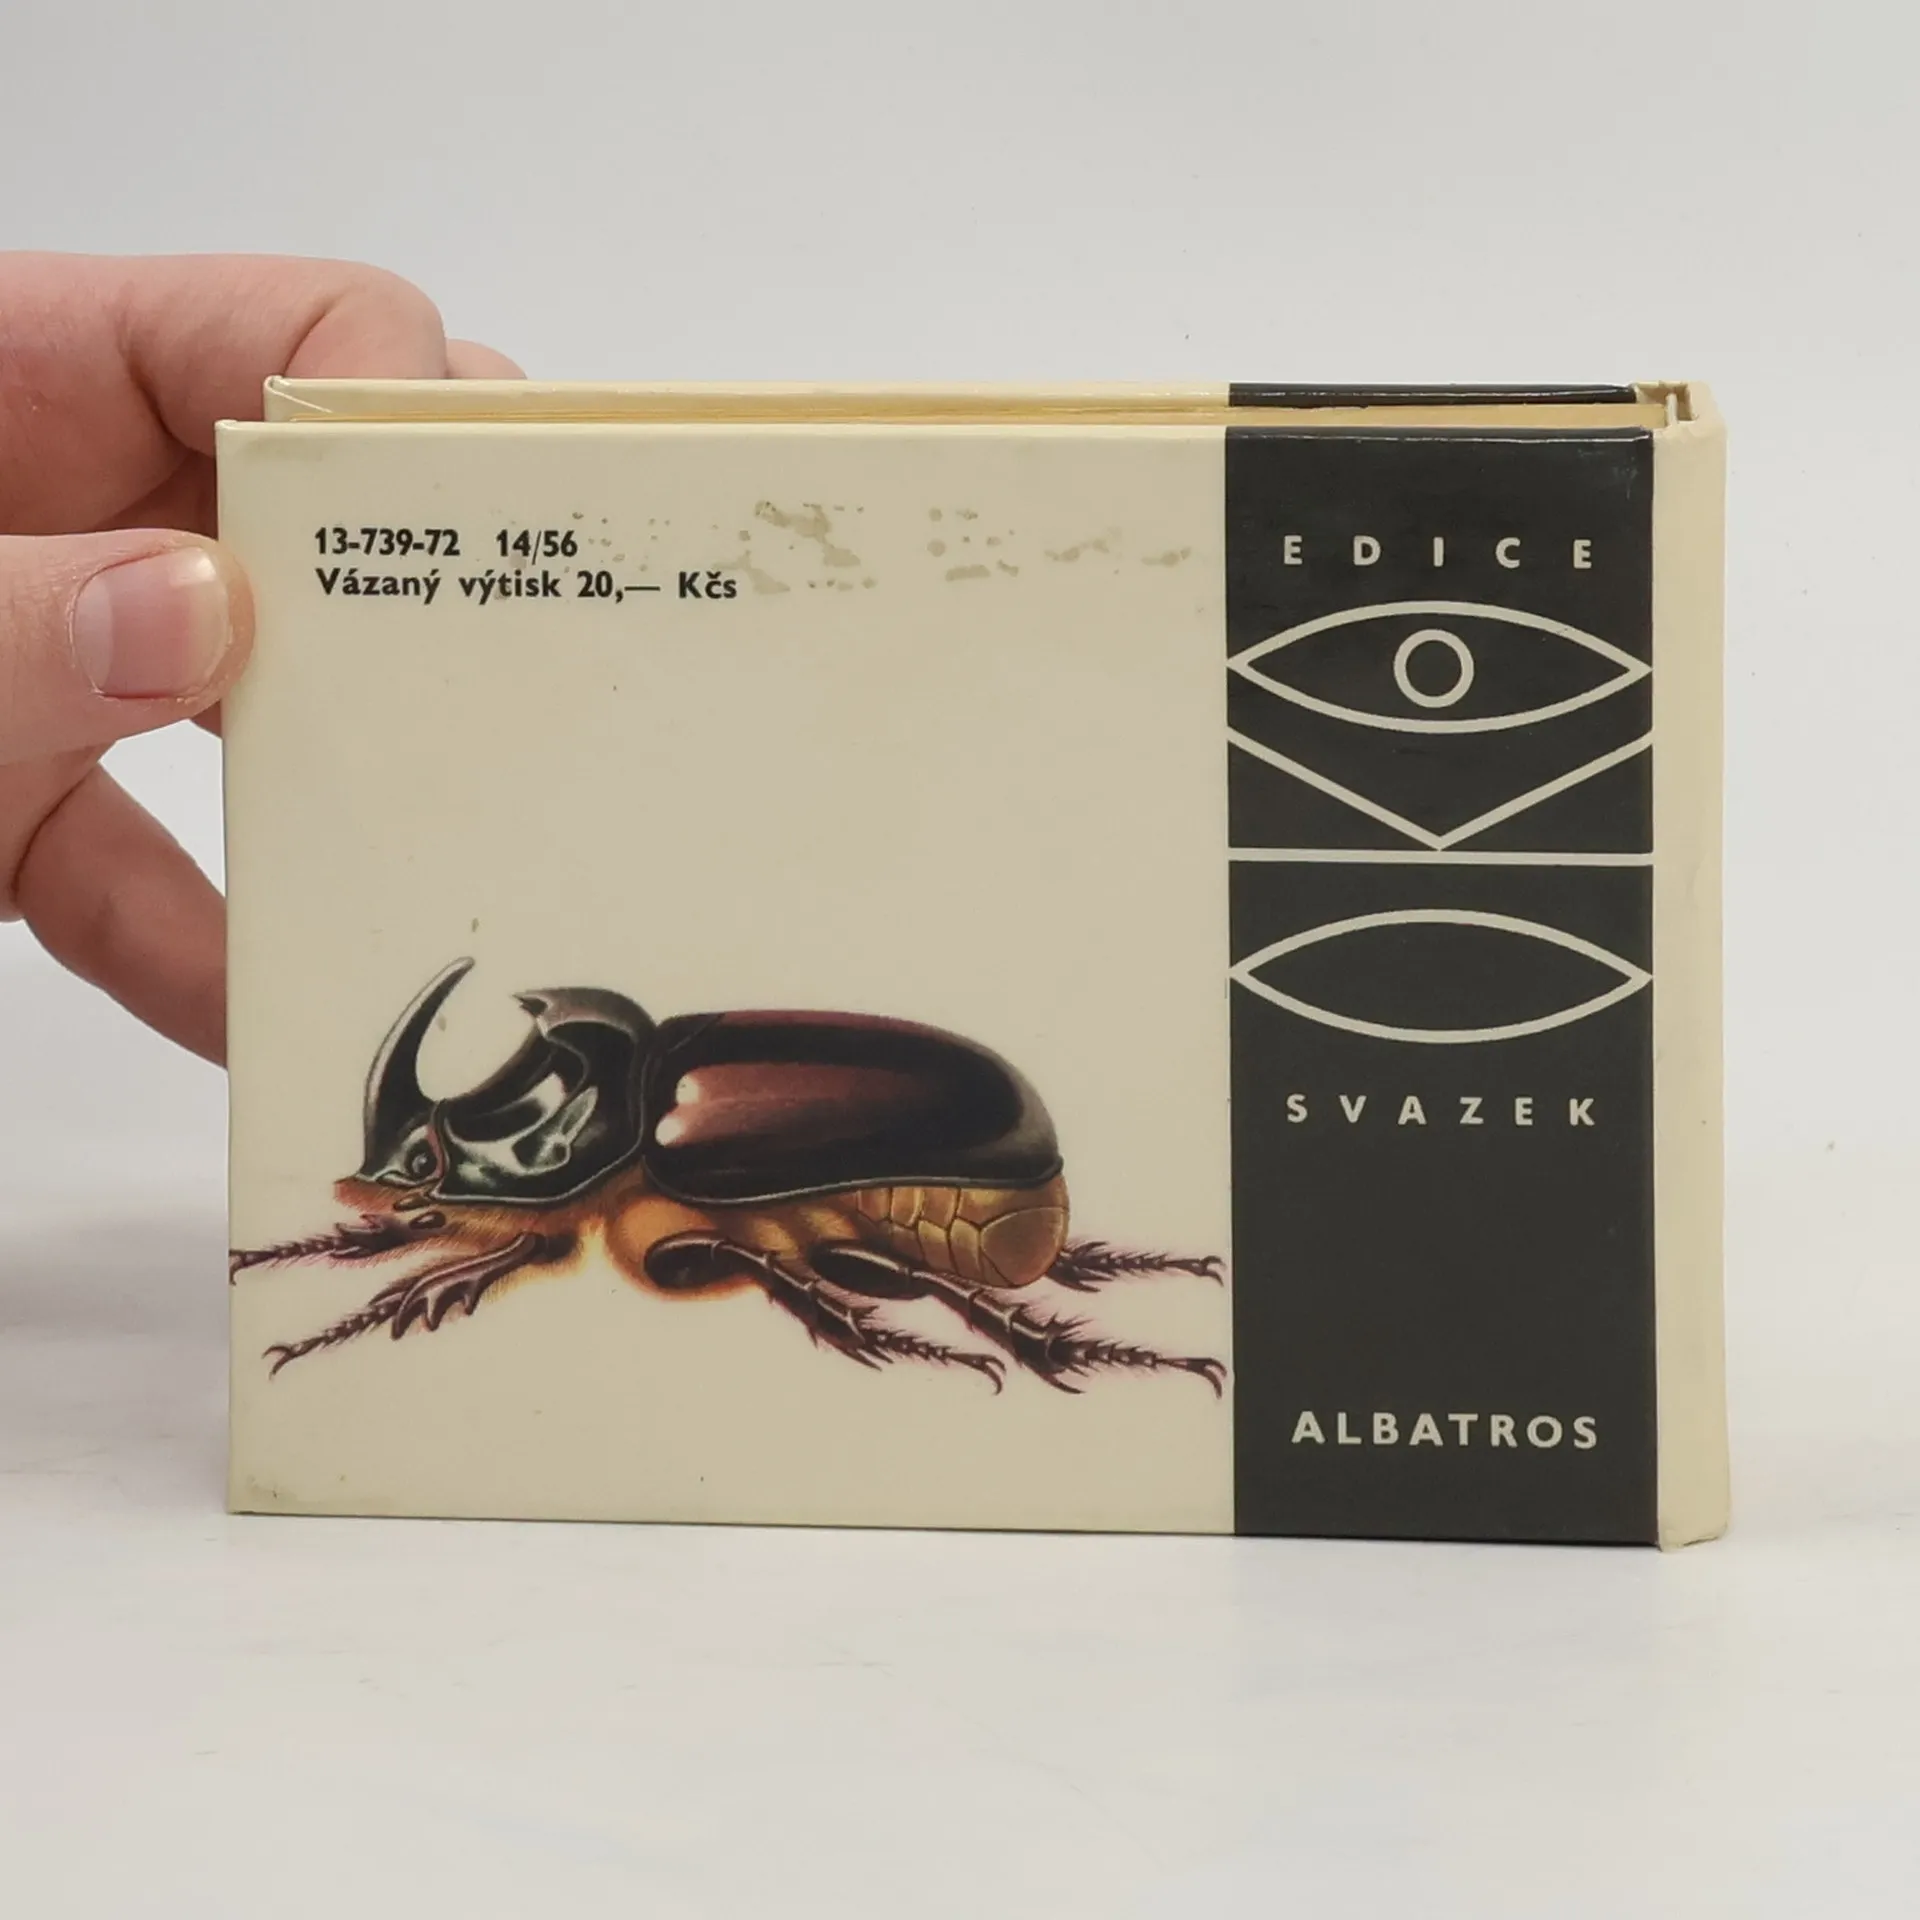 13-739-72 14/56
Vázaný výtisk 20,— Kčs
EDICE
SVAZEK
ALBATROS